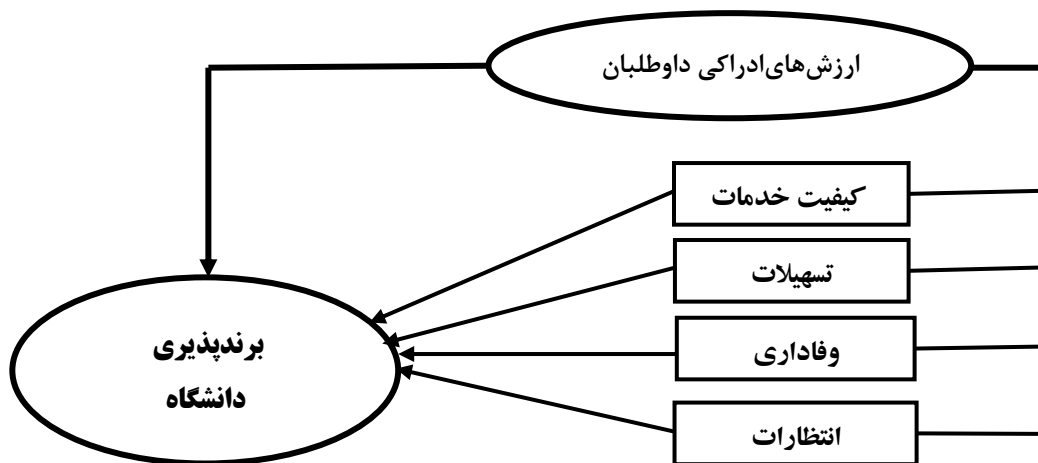 ارزش‌های‌ادراکی داوطلبان
کیفیت خدمات
تسهیلات
وفاداری
انتظارات
برندپذیری
دانشگاه